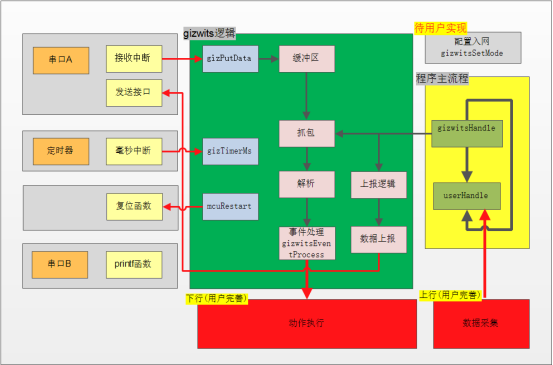 gizwits逻辑
待用户实现
串口A
接收中断
gizPutData
缓冲区
配置入网
gizwitsSetMode
发送接口
程序主流程
抓包
gizwitsHandle
定时器
毫秒中断
gizTimerMs
解析
上报逻辑
userHandle
复位函数
mcuRestart
事件处理
gizwitsEven
tProcess
数据上报
串口B
printf函数
下行(用户完善)
上行(用户完善)
动作执行
数据采集